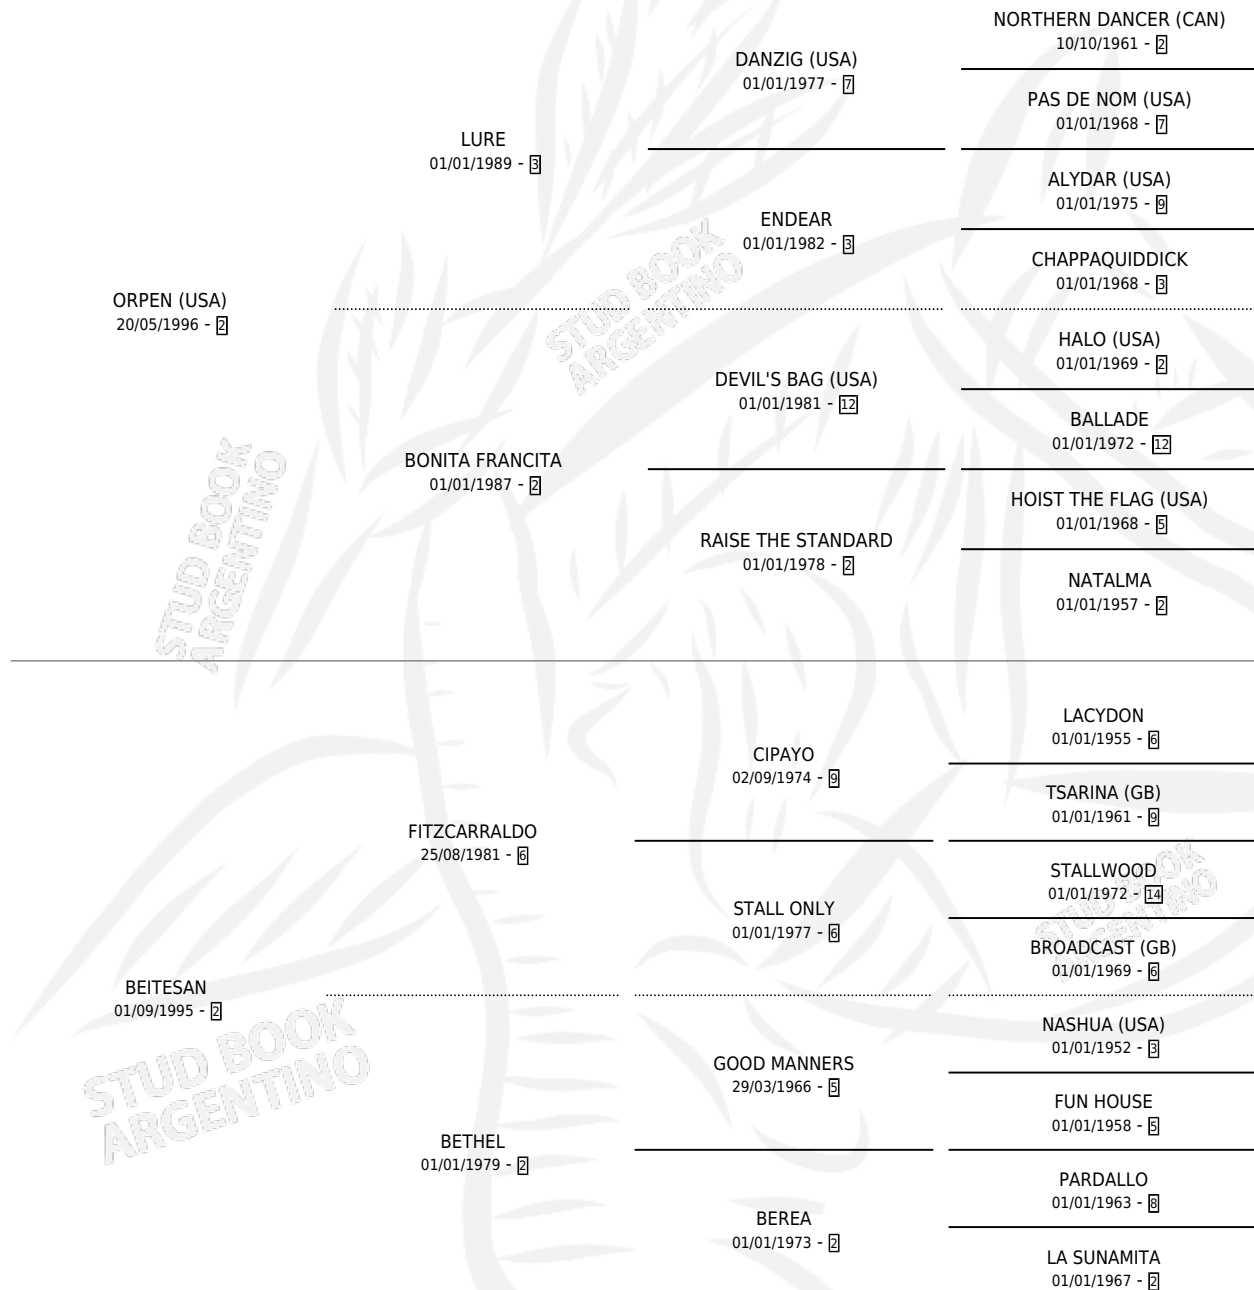 NORTHERN DANCER (CAN)
10/10/1961 - 2
DANZIG (USA)
01/01/1977 - 7
PAS DE NOM (USA)
01/01/1968 - 7
LURE
01/01/1989 - 3
ALYDAR (USA)
01/01/1975 - 9
ENDEAR
01/01/1982 - 3
CHAPPAQUIDDICK
01/01/1968 - 3
ORPEN (USA)
20/05/1996 - 2
HALO (USA)
01/01/1969 - 2
DEVIL'S BAG (USA)
01/01/1981 - 12
BALLADE
01/01/1972 - 12
BONITA FRANCITA
01/01/1987 - 2
HOIST THE FLAG (USA)
01/01/1968 - 5
RAISE THE STANDARD
01/01/1978 - 2
NATALMA
01/01/1957 - 2
STUD BOOK
ARGENTINO
STUD BOOK
ARGENTINO
LACYDON
01/01/1955 - 6
CIPAYO
02/09/1974 - 9
TSARINA (GB)
01/01/1961 - 9
FITZCARRALDO
25/08/1981 - 6
STALLWOOD
01/01/1972 - 14
STALL ONLY
01/01/1977 - 6
BROADCAST (GB)
01/01/1969 - 6
BEITESAN
01/09/1995 - 2
NASHUA (USA)
01/01/1952 - 3
GOOD MANNERS
29/03/1966 - 5
FUN HOUSE
01/01/1958 - 5
BETHEL
01/01/1979 - 2
PARDALLO
01/01/1963 - 8
BEREA
01/01/1973 - 2
LA SUNAMITA
01/01/1967 - 2
STUD BOOK
ARGENTINO
STUD BOOK
ARGENTINO